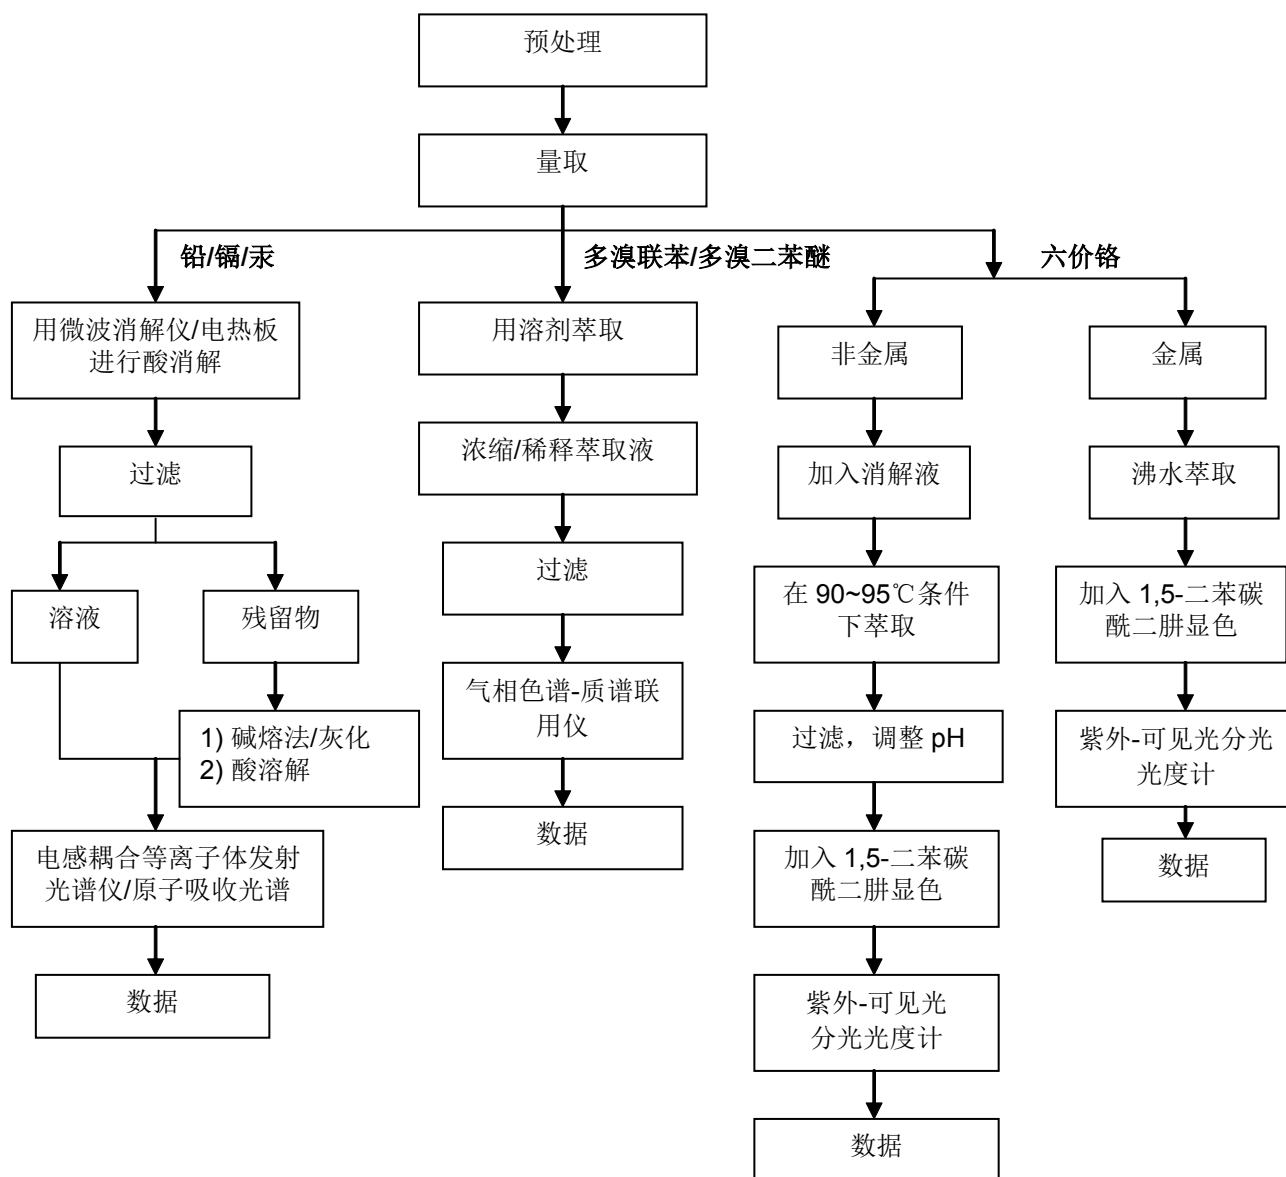 预处理
量取
铅/镉/汞
用微波消解仪/电热板
进行酸消解
过滤
溶液
残留物
1) 碱熔法/灰化
2) 酸溶解
电感耦合等离子体发射
光谱仪/原子吸收光谱
数据
多溴联苯/多溴二苯醚
用溶剂萃取
浓缩/稀释萃取液
过滤
气相色谱-质谱联
用仪
数据
六价铬
非金属
加入消解液
在 90~95℃条件
下萃取
过滤，调整 pH
加入 1,5-二苯碳
酰二肼显色
紫外-可见光
分光光度计
数据
金属
沸水萃取
加入 1,5-二苯碳
酰二肼显色
紫外-可见光分光
光度计
数据